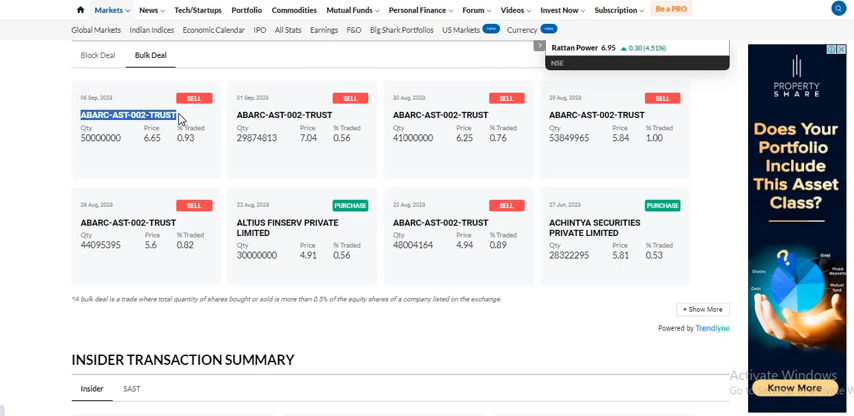 Markets News Tech/Startups Portfolio Commodities Mutual Funds Personal Finance Forum Videos Invest Now Subscription Be a PRO
Global Markets Indian Indices Economic Calendar IPO All Stats Earnings F&O Big Shark Portfolios US Markets Currency
Rattan Power 6.95 ▲ 0.30 (4.51%)
NSE
Block Deal Bulk Deal
06 Sep, 2023 SELL
ABARC-AST-002-TRUST
Qty Price % Traded
50000000 6.65 0.93
01 Sep, 2023 SELL
ABARC-AST-002-TRUST
Qty Price % Traded
29874813 7.04 0.56
30 Aug, 2023 SELL
ABARC-AST-002-TRUST
Qty Price % Traded
41000000 6.25 0.76
29 Aug, 2023 SELL
ABARC-AST-002-TRUST
Qty Price % Traded
53849965 5.84 1.00
28 Aug, 2023 SELL
ABARC-AST-002-TRUST
Qty Price % Traded
44095395 5.6 0.82
22 Aug, 2023 PURCHASE
ALTIUS FINSERV PRIVATE
LIMITED
Qty Price % Traded
30000000 4.91 0.56
22 Aug, 2023 SELL
ABARC-AST-002-TRUST
Qty Price % Traded
48004164 4.94 0.89
27 Jun, 2023 PURCHASE
ACHINTYA SECURITIES
PRIVATE LIMITED
Qty Price % Traded
28322295 5.81 0.53
*A bulk deal is a trade where total quantity of shares bought or sold is more than 0.5% of the equity shares of a company listed on the exchange.
+ Show More
Powered by Trendlyne
INSIDER TRANSACTION SUMMARY
Insider SAST
PROPERTY
SHARE
Does Your
Portfolio
Include
This Asset
Class?
Gold
Stocks
Fixed
deposits
Debt
Mutual
fund
Know More
Activate Windows
Go to